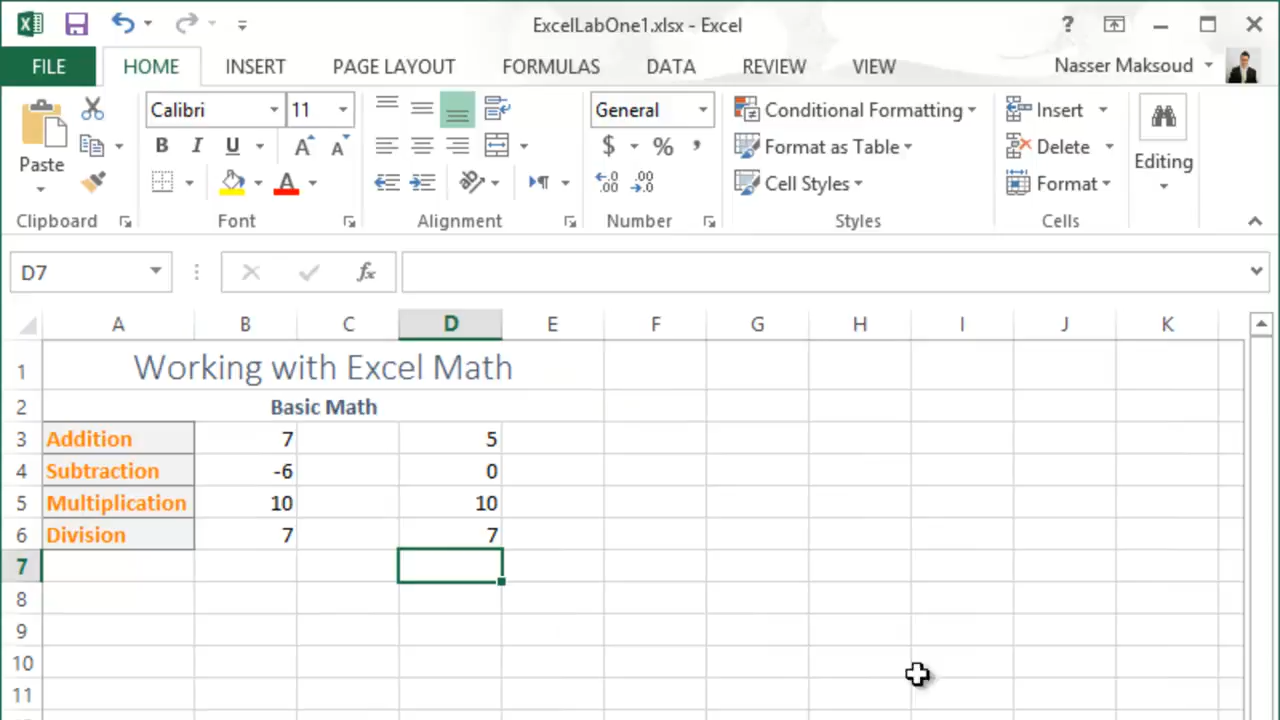 ExcelLabOne1.xlsx - Excel
?
FILE HOME INSERT PAGE LAYOUT FORMULAS DATA REVIEW VIEW Nasser Maksoud
Calibri 11 General Conditional Formatting Insert
Paste B I U A A $ % , Format as Table Delete Editing
A .00 .00 Cell Styles Format
Clipboard Font Alignment Number Styles Cells
D7 fx
A B C D E F G H I J K
1 Working with Excel Math
2 Basic Math
3 Addition 7 5
4 Subtraction -6 0
5 Multiplication 10 10
6 Division 7 7
7
8
9
10
11